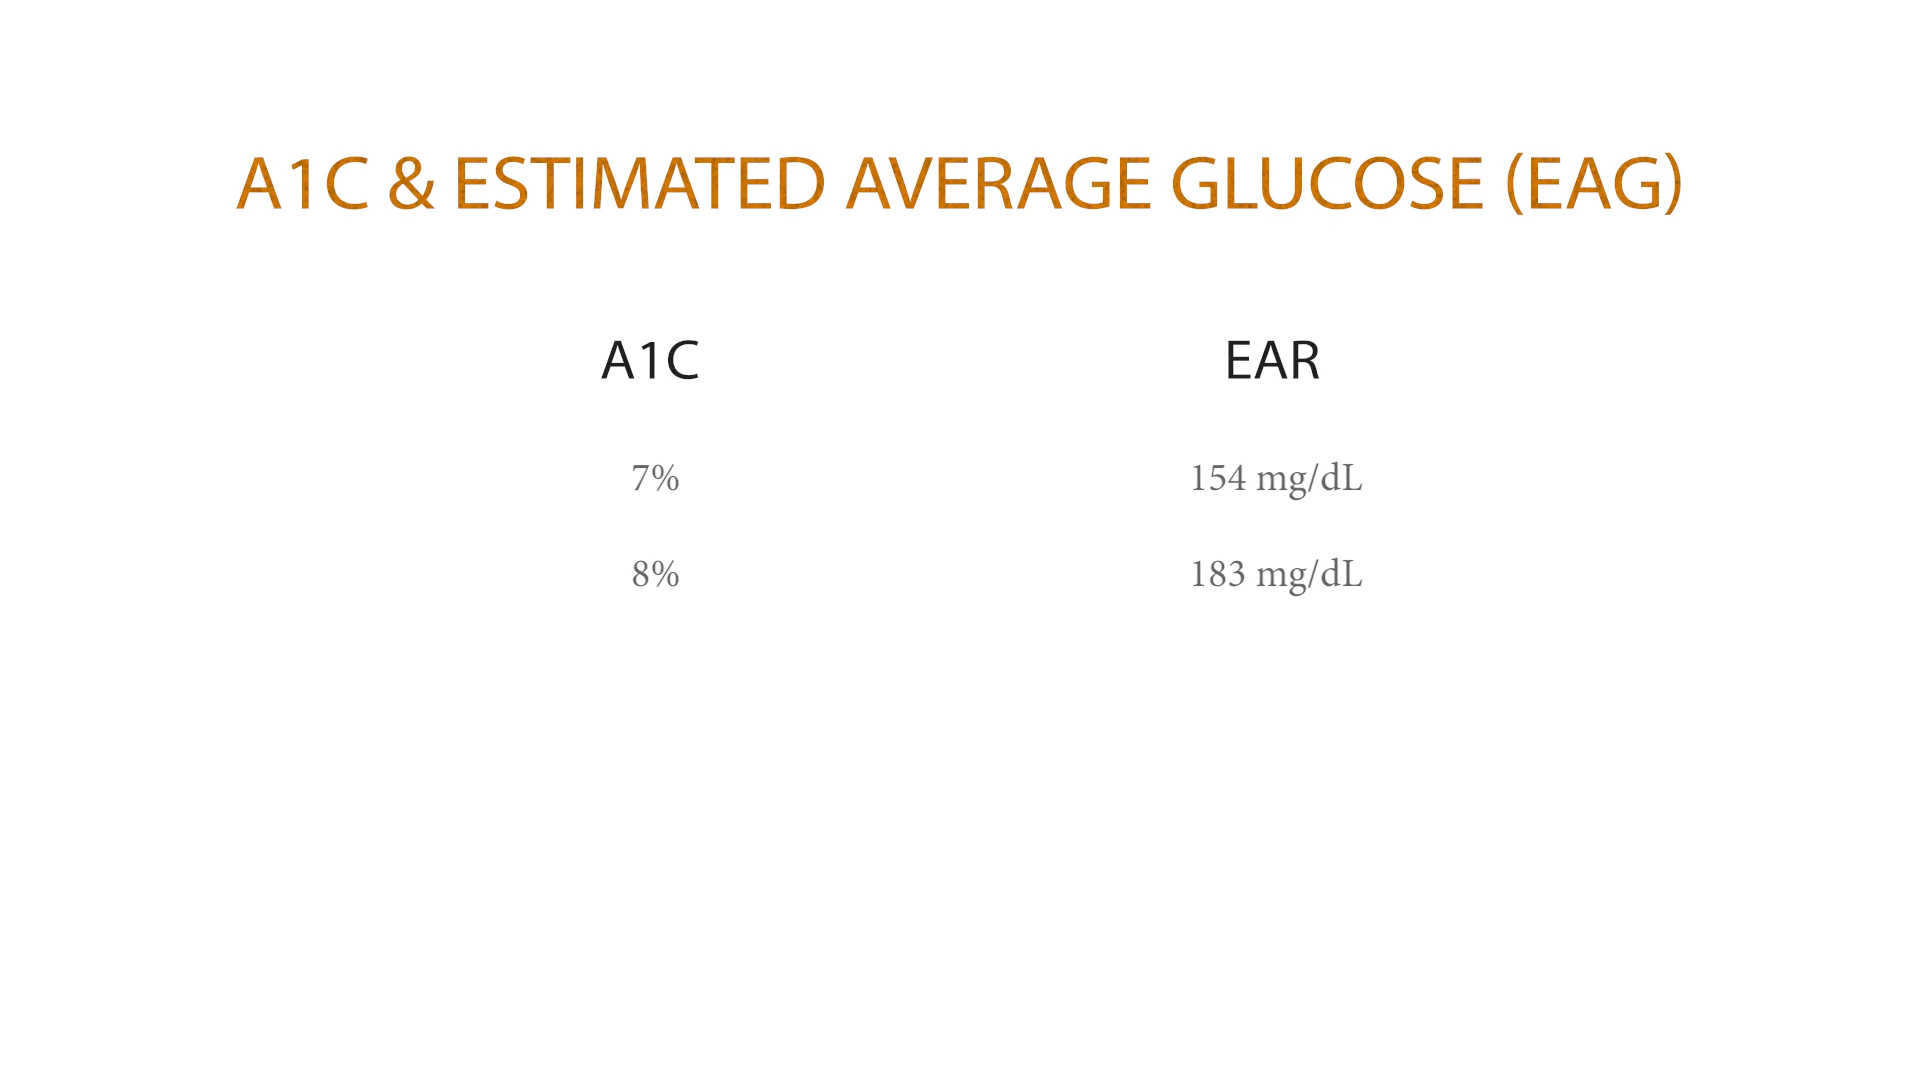 A1C & ESTIMATED AVERAGE GLUCOSE (EAG)
A1C EAR
7% 154 mg/dL
8% 183 mg/dL